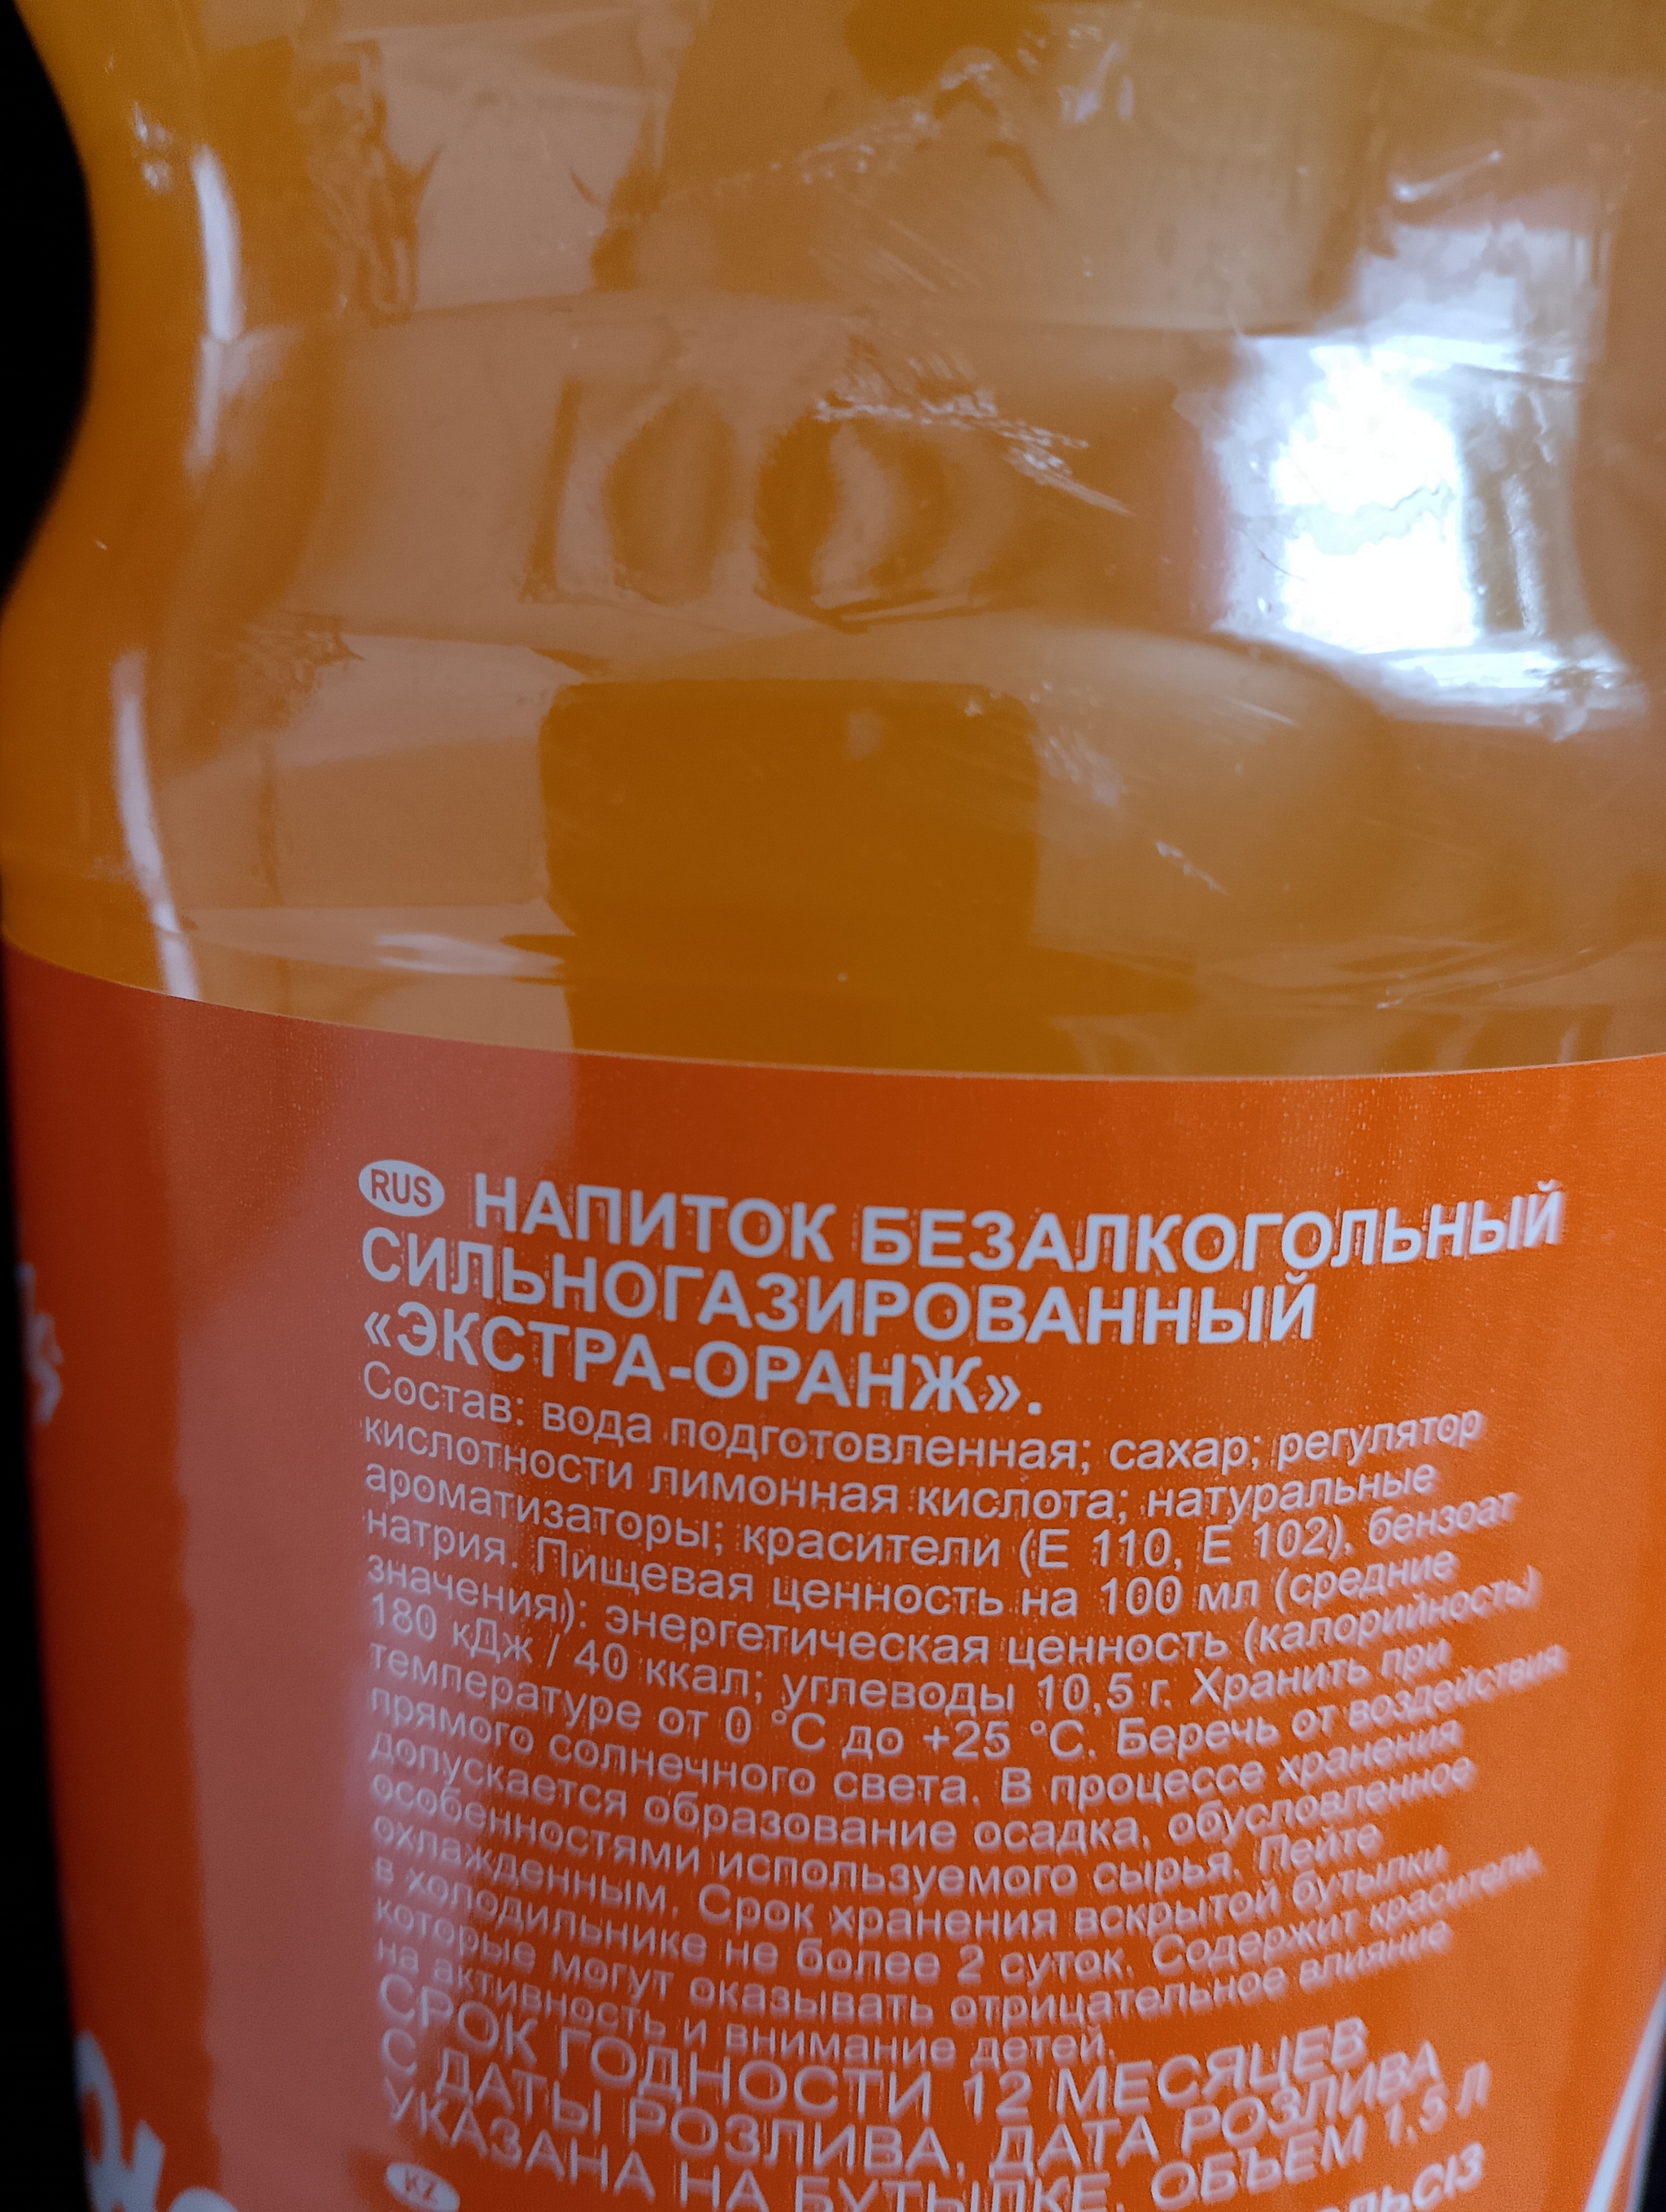 RUS НАПИТОК БЕЗАЛКОГОЛЬНЫЙ
СИЛЬНОГАЗИРОВАННЫЙ
«ЭКСТРА-ОРАНЖ».
Состав: вода подготовленная; сахар; регулятор
кислотности лимонная кислота; натуральные
ароматизаторы; красители (Е 110, Е 102), бензоат
натрия. Пищевая ценность на 100 мл (средние
значения): энергетическая ценность (калорийность)
180 кДж / 40 ккал; углеводы 10,5 г. Хранить при
температуре от 0 °C до +25 °C. Беречь от воздействия
прямого солнечного света. В процессе хранения
допускается образование осадка, обусловленное
особенностями используемого сырья. Пейте
охлажденным. Срок хранения вскрытой бутылки
в холодильнике не более 2 суток. Содержит красители,
которые могут оказывать отрицательное влияние
на активность и внимание детей.
СРОК ГОДНОСТИ 12 МЕСЯЦЕВ
С ДАТЫ РОЗЛИВА, ДАТА РОЗЛИВА
УКАЗАНА НА БУТЫЛКЕ. ОБЪЕМ 1,5 Л
KZ